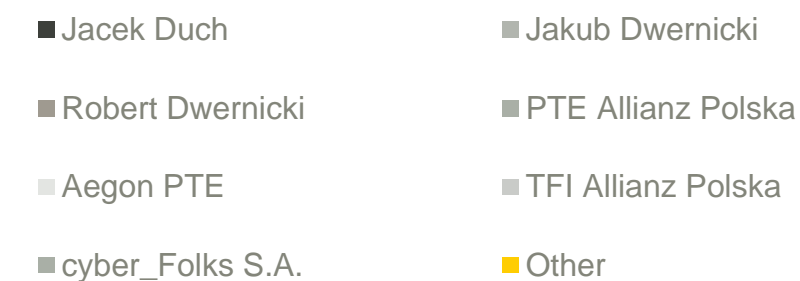 Jacek Duch
Jakub Dwernicki
Robert Dwernicki
PTE Allianz Polska
Aegon PTE
TFI Allianz Polska
cyber_Folks S.A.
Other